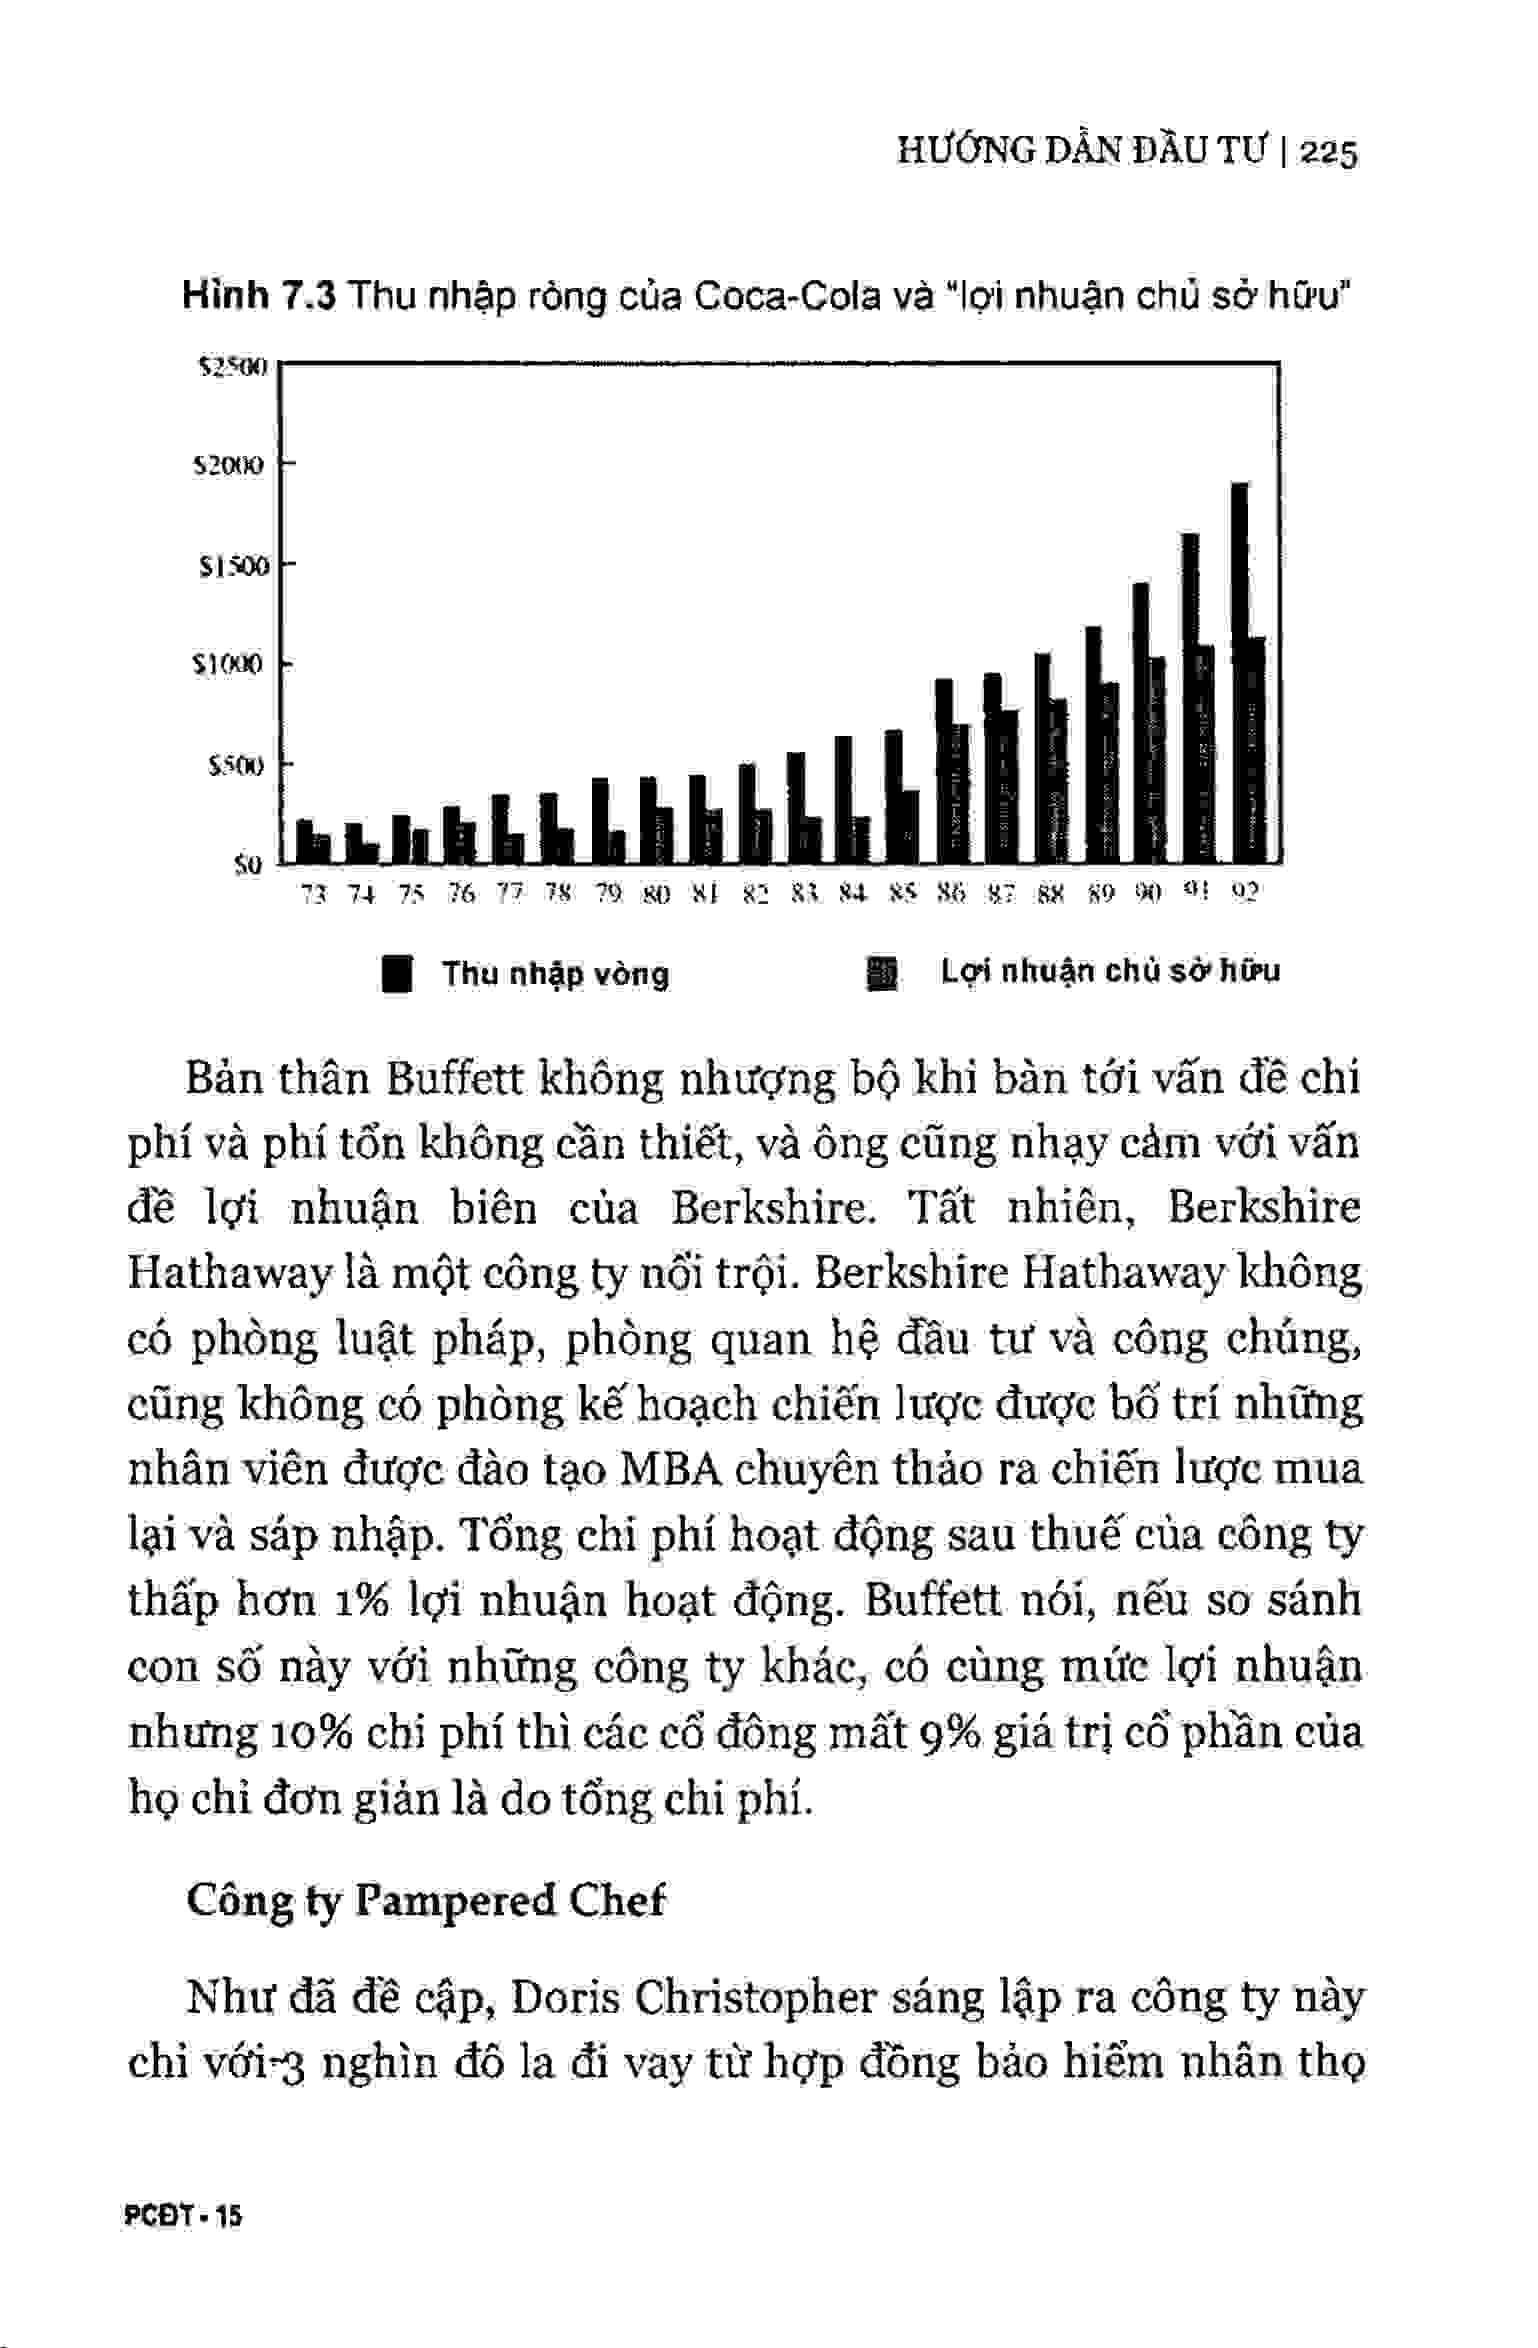 HƯỚNG DẪN ĐẦU TƯ | 225
Hình 7.3 Thu nhập ròng của Coca-Cola và "lợi nhuận chủ sở hữu"
$2500
$2000
$1500
$1000
$500
$0
73 74 75 76 77 78 79 80 81 82 83 84 85 86 87 88 89 90 91 92
Thu nhập vòng Lợi nhuận chủ sở hữu
Bản thân Buffett không nhượng bộ khi bàn tới vấn đề chi
phí và phí tổn không cần thiết, và ông cũng nhạy cảm với vấn
đề lợi nhuận biên của Berkshire. Tất nhiên, Berkshire
Hathaway là một công ty nổi trội. Berkshire Hathaway không
có phòng luật pháp, phòng quan hệ đầu tư và công chúng,
cũng không có phòng kế hoạch chiến lược được bố trí những
nhân viên được đào tạo MBA chuyên thảo ra chiến lược mua
lại và sáp nhập. Tổng chi phí hoạt động sau thuế của công ty
thấp hơn 1% lợi nhuận hoạt động. Buffett nói, nếu so sánh
con số này với những công ty khác, có cùng mức lợi nhuận
nhưng 10% chi phí thì các cổ đông mất 9% giá trị cổ phần của
họ chỉ đơn giản là do tổng chi phí.
Công ty Pampered Chef
Như đã đề cập, Doris Christopher sáng lập ra công ty này
chỉ với 3 nghìn đô la đi vay từ hợp đồng bảo hiểm nhân thọ
PCĐT - 15